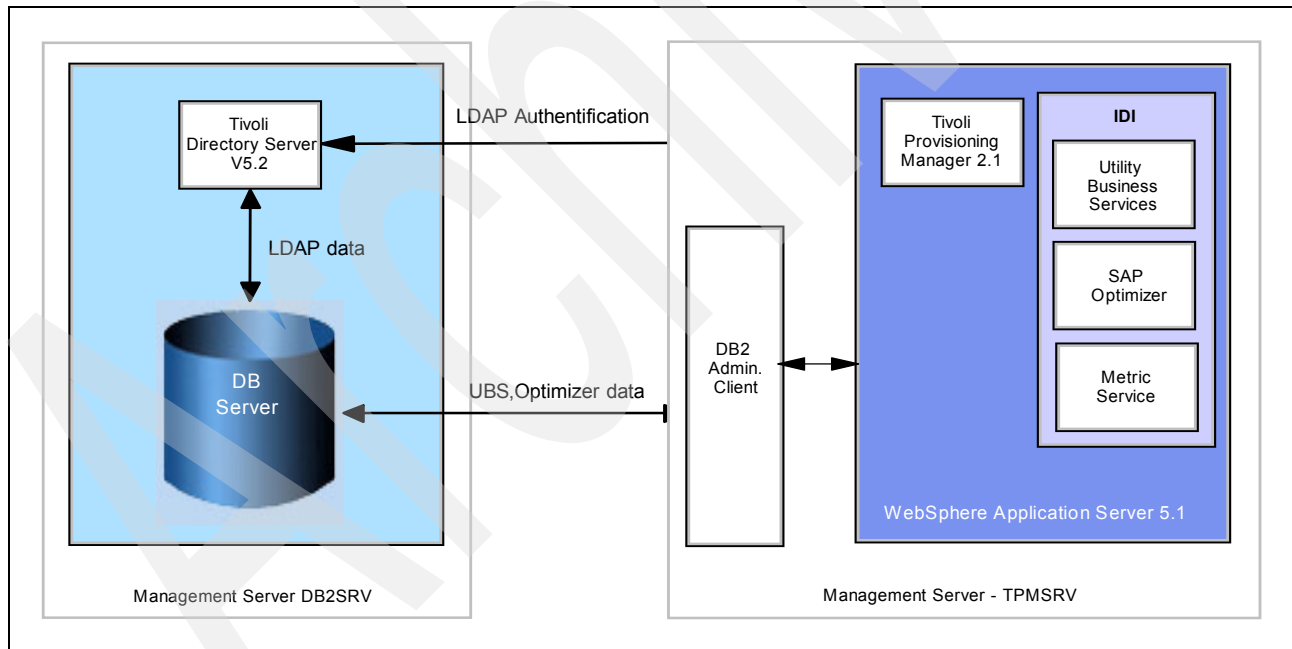 Tivoli
Directory Server
V5.2
LDAP data
DB
Server
Management Server DB2SRV
LDAP Authentification
UBS,Optimizer data
DB2
Admin.
Client
Tivoli
Provisioning
Manager 2.1
IDI
Utility
Business
Services
SAP
Optimizer
Metric
Service
WebSphere Application Server 5.1
Management Server - TPMSRV